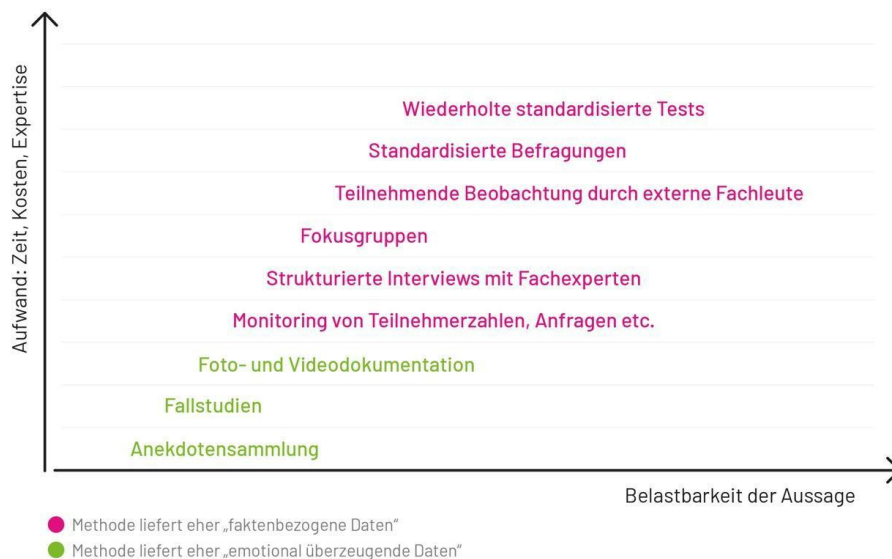 Aufwand: Zeit, Kosten, Expertise
Wiederholte standardisierte Tests
Standardisierte Befragungen
Teilnehmende Beobachtung durch externe Fachleute
Fokusgruppen
Strukturierte Interviews mit Fachexperten
Monitoring von Teilnehmerzahlen, Anfragen etc.
Foto- und Videodokumentation
Fallstudien
Anekdotensammlung
Belastbarkeit der Aussage
Methode liefert eher „faktenbezogene Daten“
Methode liefert eher „emotional überzeugende Daten“